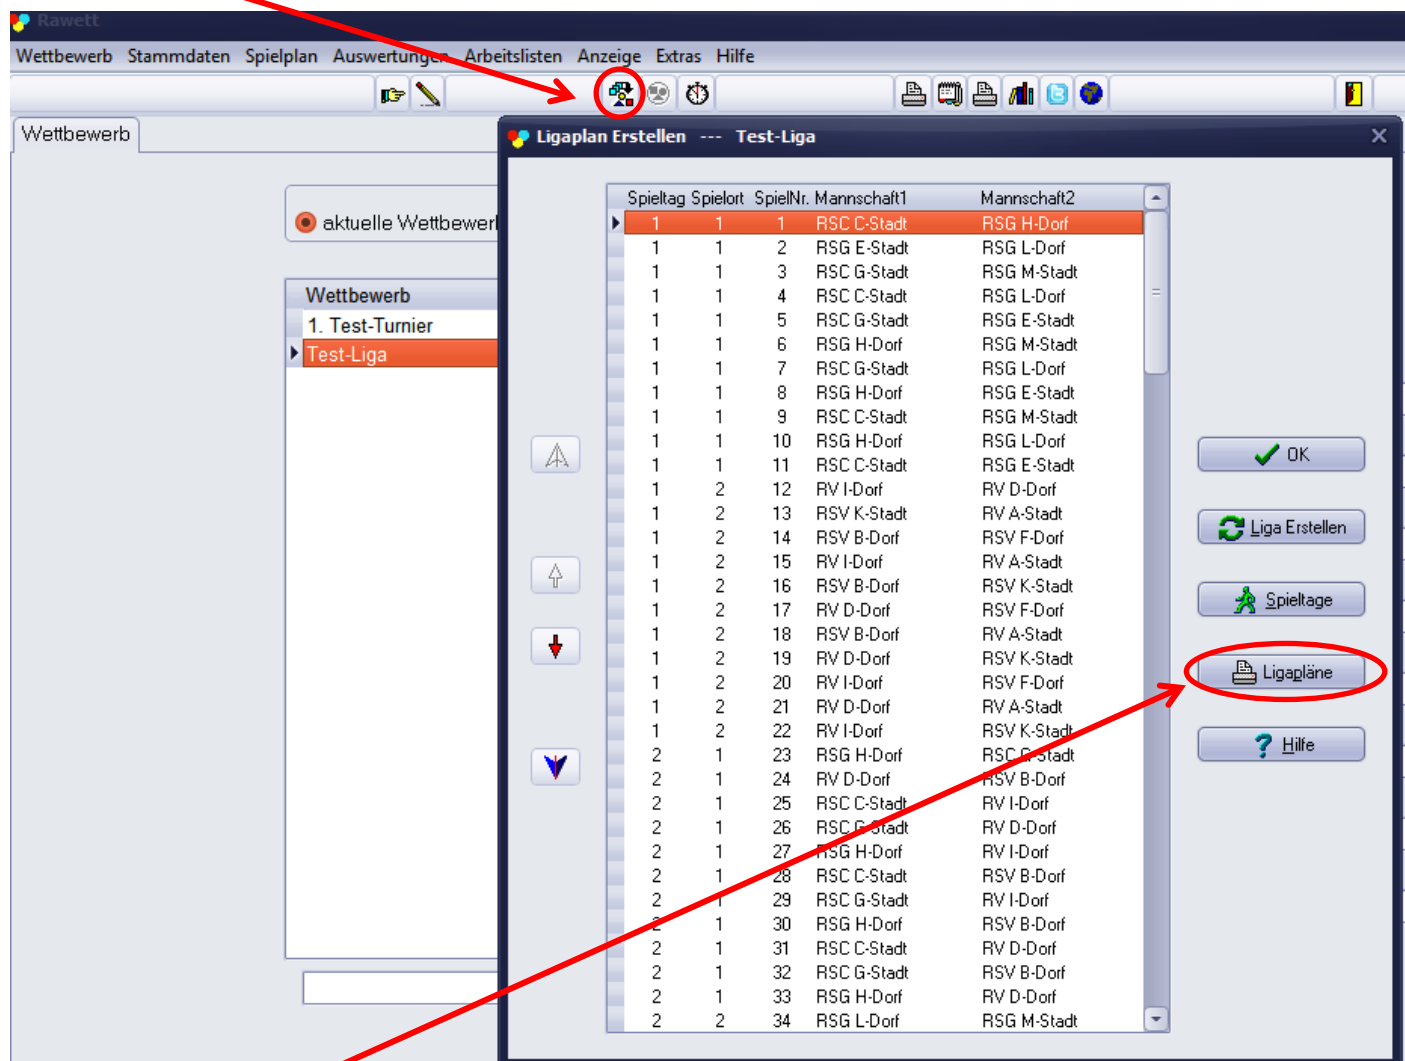 Rawett
Wettbewerb Stammdaten Spielplan Auswertungen Arbeitslisten Anzeige Extras Hilfe
Wettbewerb
Ligaplan Erstellen --- Test-Liga
aktuelle Wettbewer
Wettbewerb
1. Test-Turnier
Test-Liga
Spieltag Spielort SpielNr. Mannschaft1 Mannschaft2
1 1 1 RSC C-Stadt RSG H-Dorf
1 1 2 RSG E-Stadt RSG L-Dorf
1 1 3 RSC G-Stadt RSG M-Stadt
1 1 4 RSC C-Stadt RSG L-Dorf
1 1 5 RSC G-Stadt RSG E-Stadt
1 1 6 RSG H-Dorf RSG M-Stadt
1 1 7 RSC G-Stadt RSG L-Dorf
1 1 8 RSG H-Dorf RSG E-Stadt
1 1 9 RSC C-Stadt RSG M-Stadt
1 1 10 RSG H-Dorf RSG L-Dorf
1 1 11 RSC C-Stadt RSG E-Stadt
1 2 12 RV I-Dorf RV D-Dorf
1 2 13 RSV K-Stadt RV A-Stadt
1 2 14 RSV B-Dorf RSV F-Dorf
1 2 15 RV I-Dorf RV A-Stadt
1 2 16 RSV B-Dorf RSV K-Stadt
1 2 17 RV D-Dorf RSV F-Dorf
1 2 18 RSV B-Dorf RV A-Stadt
1 2 19 RV D-Dorf RSV K-Stadt
1 2 20 RV I-Dorf RSV F-Dorf
1 2 21 RV D-Dorf RV A-Stadt
1 2 22 RV I-Dorf RSV K-Stadt
2 1 23 RSG H-Dorf RSC G-Stadt
2 1 24 RV D-Dorf RSV B-Dorf
2 1 25 RSC C-Stadt RV I-Dorf
2 1 26 RSC G-Stadt RV D-Dorf
2 1 27 RSG H-Dorf RV I-Dorf
2 1 28 RSC C-Stadt RSV B-Dorf
2 1 29 RSC G-Stadt RV I-Dorf
2 1 30 RSG H-Dorf RSV B-Dorf
2 1 31 RSC C-Stadt RV D-Dorf
2 1 32 RSC G-Stadt RSV B-Dorf
2 1 33 RSG H-Dorf RV D-Dorf
2 2 34 RSG L-Dorf RSG M-Stadt
OK
Liga Erstellen
Spieltage
Ligapläne
Hilfe